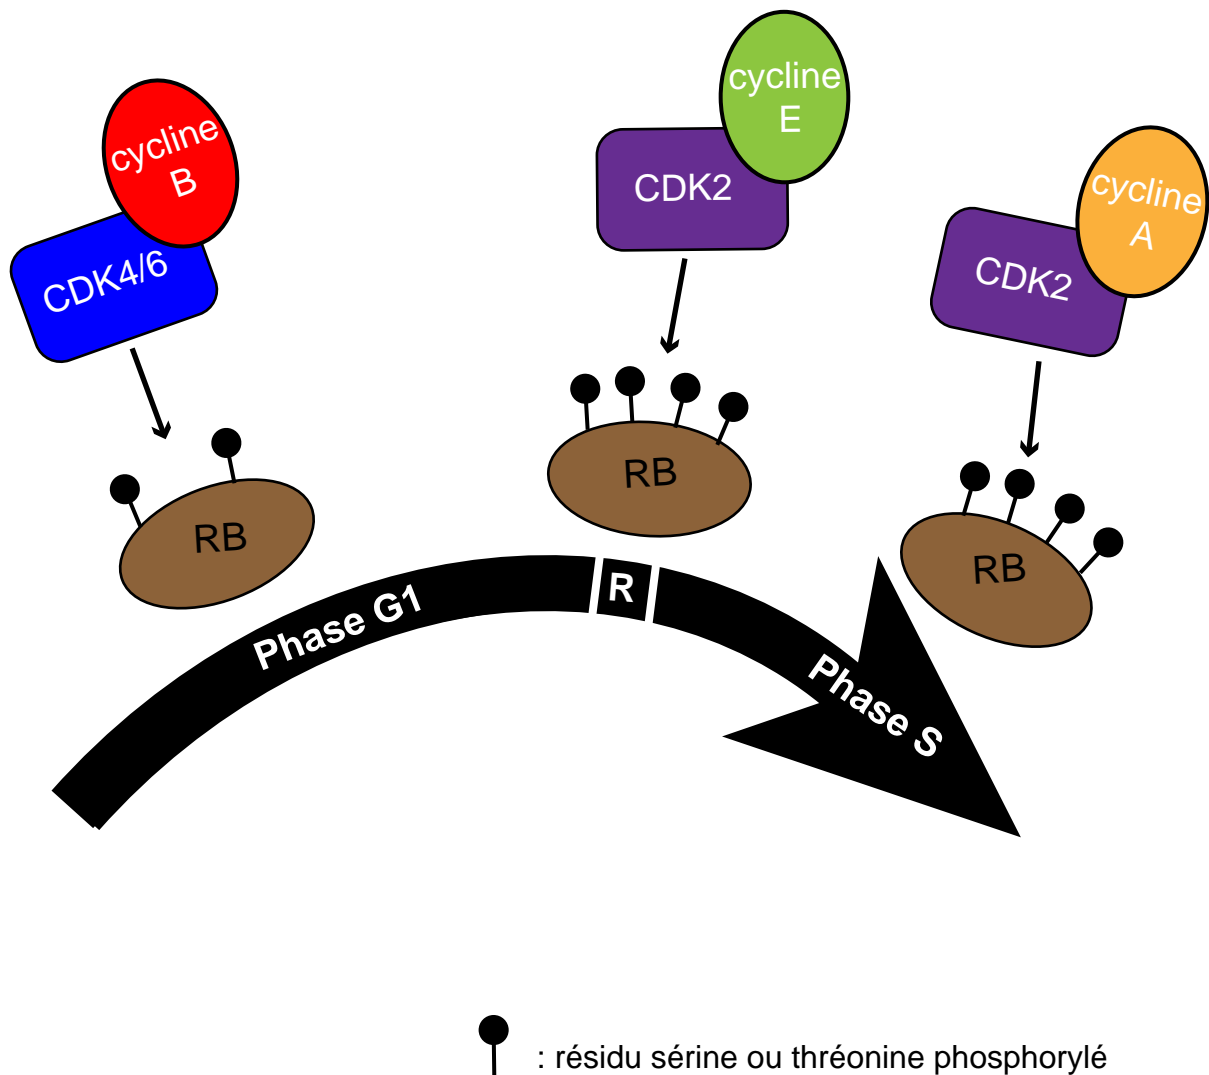 cycline
B
CDK4/6
RB
cycline
E
CDK2
RB
cycline
A
CDK2
RB
Phase G1
R
Phase S
: résidu sérine ou thréonine phosphorylé